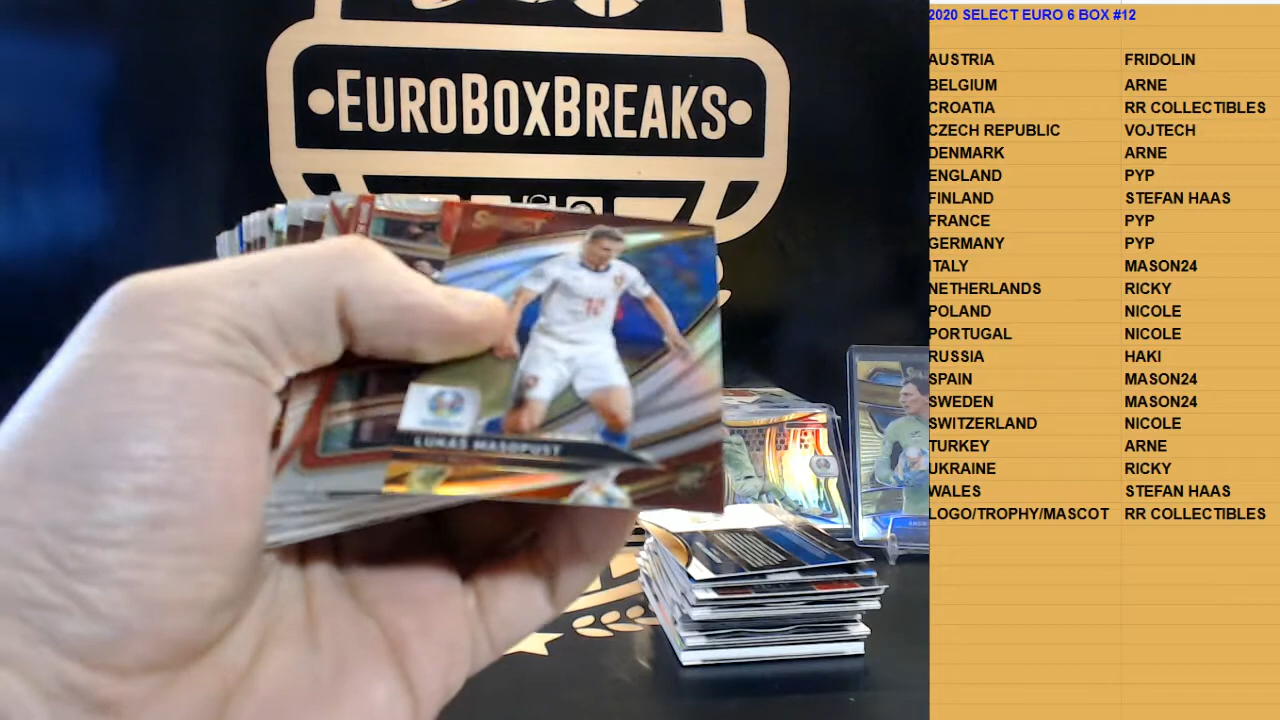 EUROBOXBREAKS
SELECT
LUKAS MASOPUST
2020 SELECT EURO 6 BOX #12
AUSTRIA FRIDOLIN
BELGIUM ARNE
CROATIA RR COLLECTIBLES
CZECH REPUBLIC VOJTECH
DENMARK ARNE
ENGLAND PYP
FINLAND STEFAN HAAS
FRANCE PYP
GERMANY PYP
ITALY MASON24
NETHERLANDS RICKY
POLAND NICOLE
PORTUGAL NICOLE
RUSSIA HAKI
SPAIN MASON24
SWEDEN MASON24
SWITZERLAND NICOLE
TURKEY ARNE
UKRAINE RICKY
WALES STEFAN HAAS
LOGO/TROPHY/MASCOT RR COLLECTIBLES